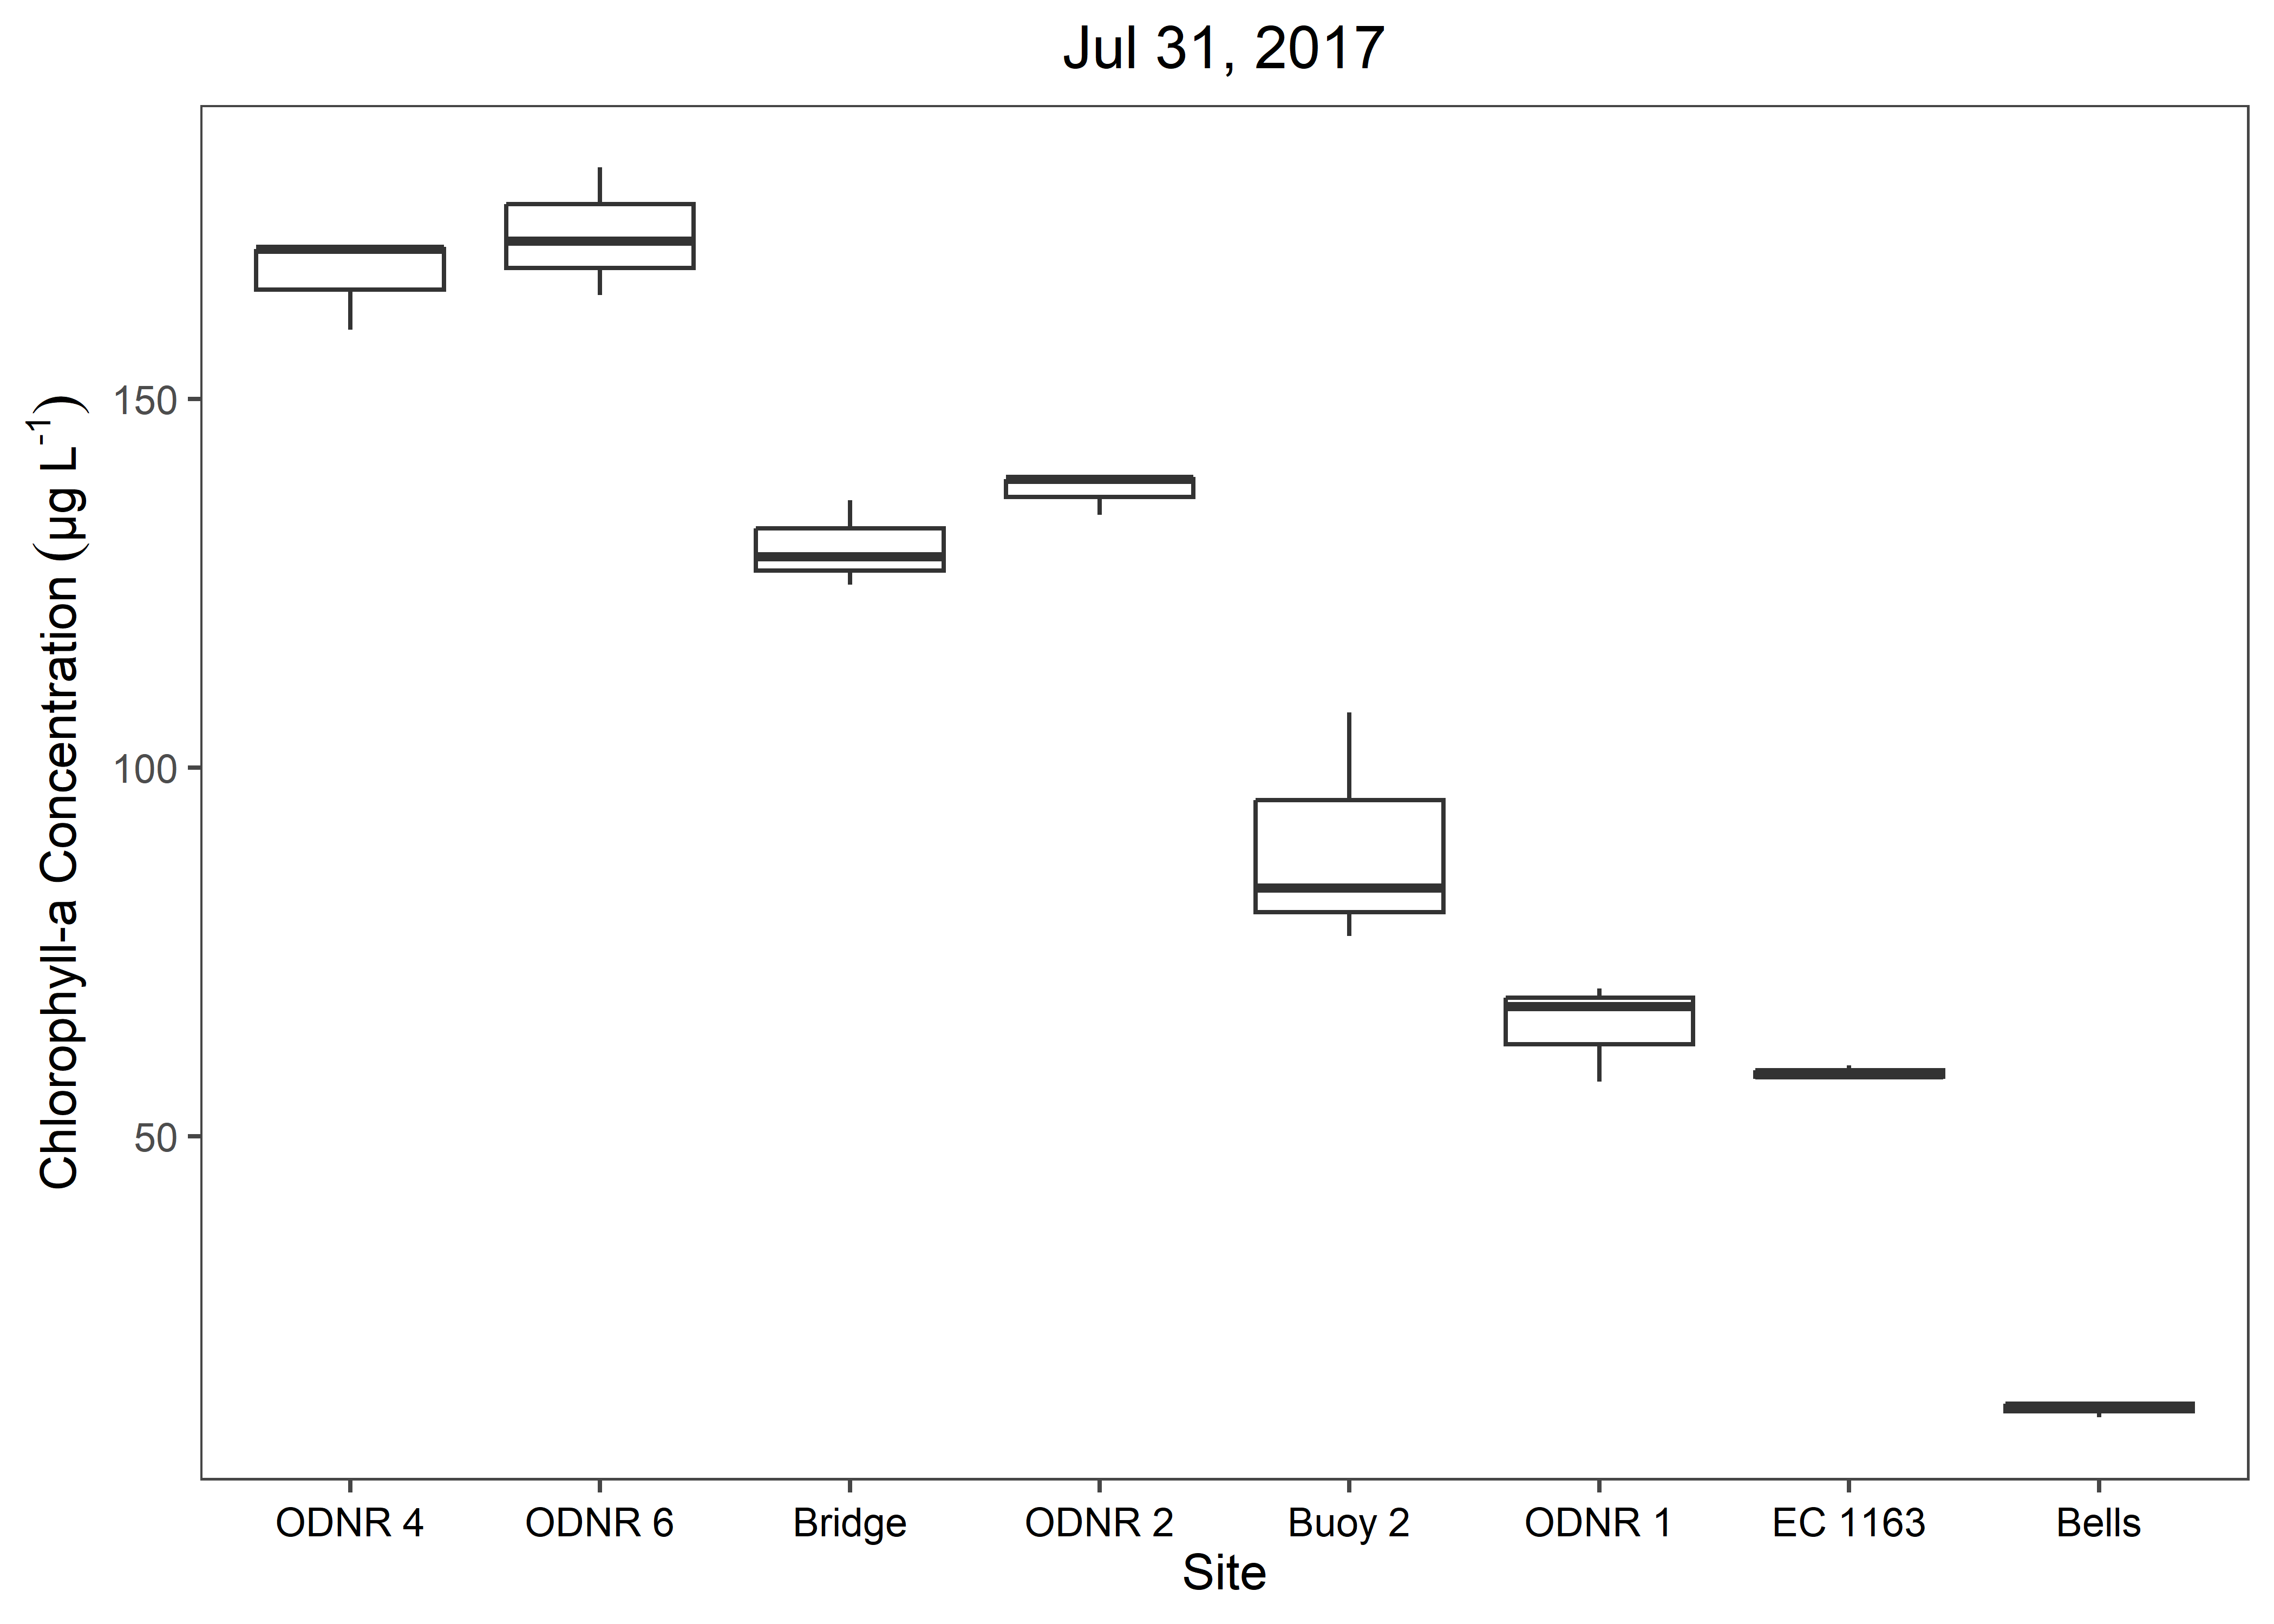 Jul 31, 2017
Chlorophyll-a Concentration (µg L⁻¹)
150
100
50
ODNR 4 ODNR 6 Bridge ODNR 2 Buoy 2 ODNR 1 EC 1163 Bells
Site